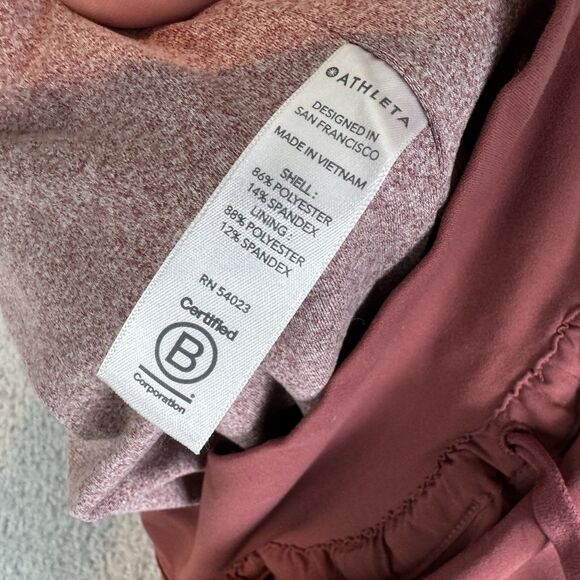 ATHLETA
DESIGNED IN
SAN FRANCISCO
MADE IN VIETNAM
SHELL :
86% POLYESTER
14% SPANDEX
LINING :
88% POLYESTER
12% SPANDEX
RN 54023
Certified
B
Corporation